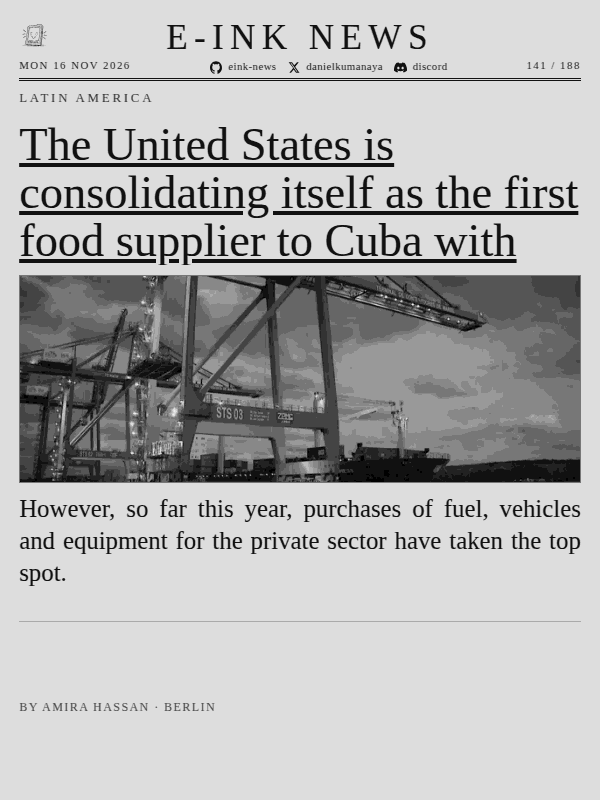 E-INK NEWS
MON 16 NOV 2026
eink-news
danielkumanaya
discord
141 / 188
LATIN AMERICA
The United States is
consolidating itself as the first
food supplier to Cuba with
STS 03
However, so far this year, purchases of fuel, vehicles
and equipment for the private sector have taken the top
spot.
BY AMIRA HASSAN · BERLIN